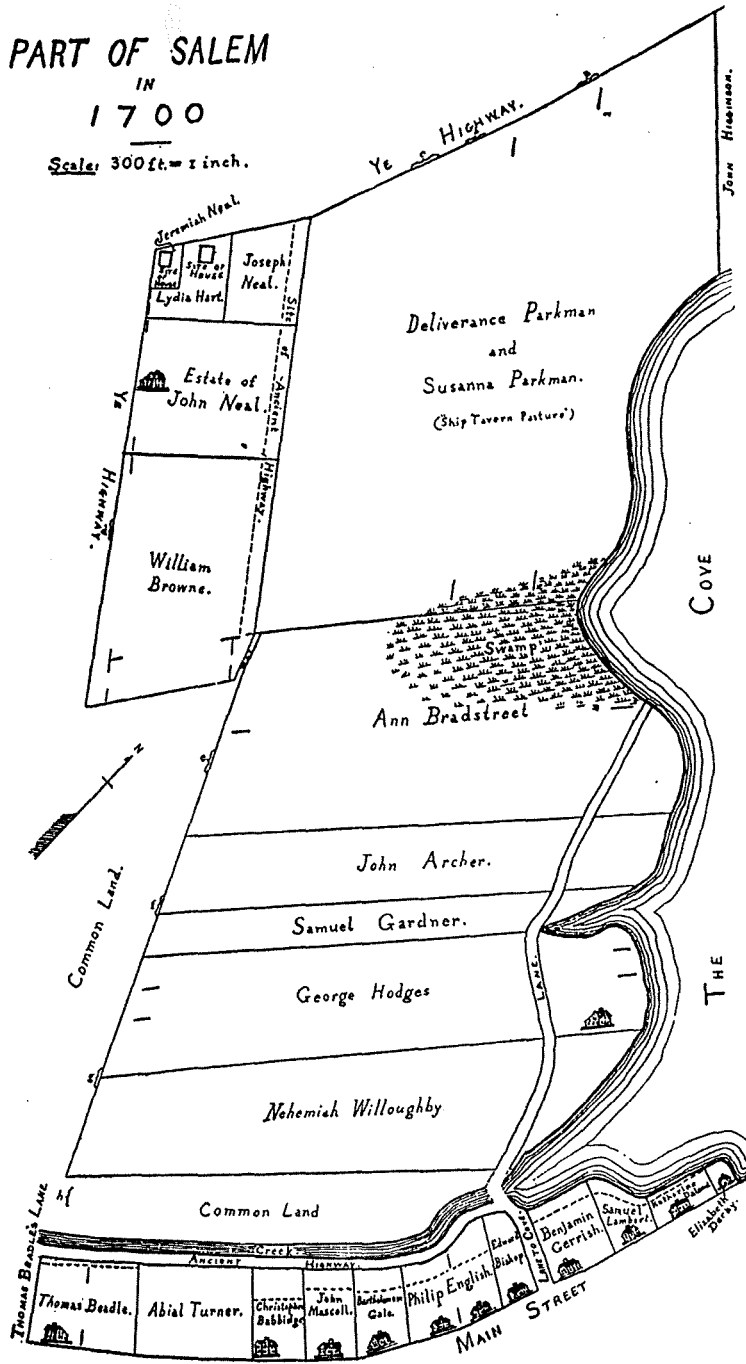 PART OF SALEM
IN
1700
Scale: 300 ft. = 1 inch.
Ye Highway.
John Higginson.
Jeremiah Neal.
Site of House
Site of House
Lydia Hart.
Joseph Neal.
Site of Ancient Highway.
Deliverance Parkman
and
Susanna Parkman.
("Ship Tavern Pasture")
Estate of
John Neal.
Ye Highway.
William
Browne.
Cove
Swamp
Ann Bradstreet
N
e
Common Land.
John Archer.
f
Samuel Gardner.
Lane.
The
George Hodges
g
Nehemiah Willoughby
h
Common Land
Thomas Beadle's Lane
Creek
Ancient Highway.
Thomas Beadle.
Abial Turner.
Christopher
Babbidge
John
Mascoll.
Bartholomew
Gale.
Philip English
Edward
Bishop
Lane to Cove
Benjamin
Gerrish.
Samuel
Lambert.
Katherine
Elizabeth
Derby.
Main Street